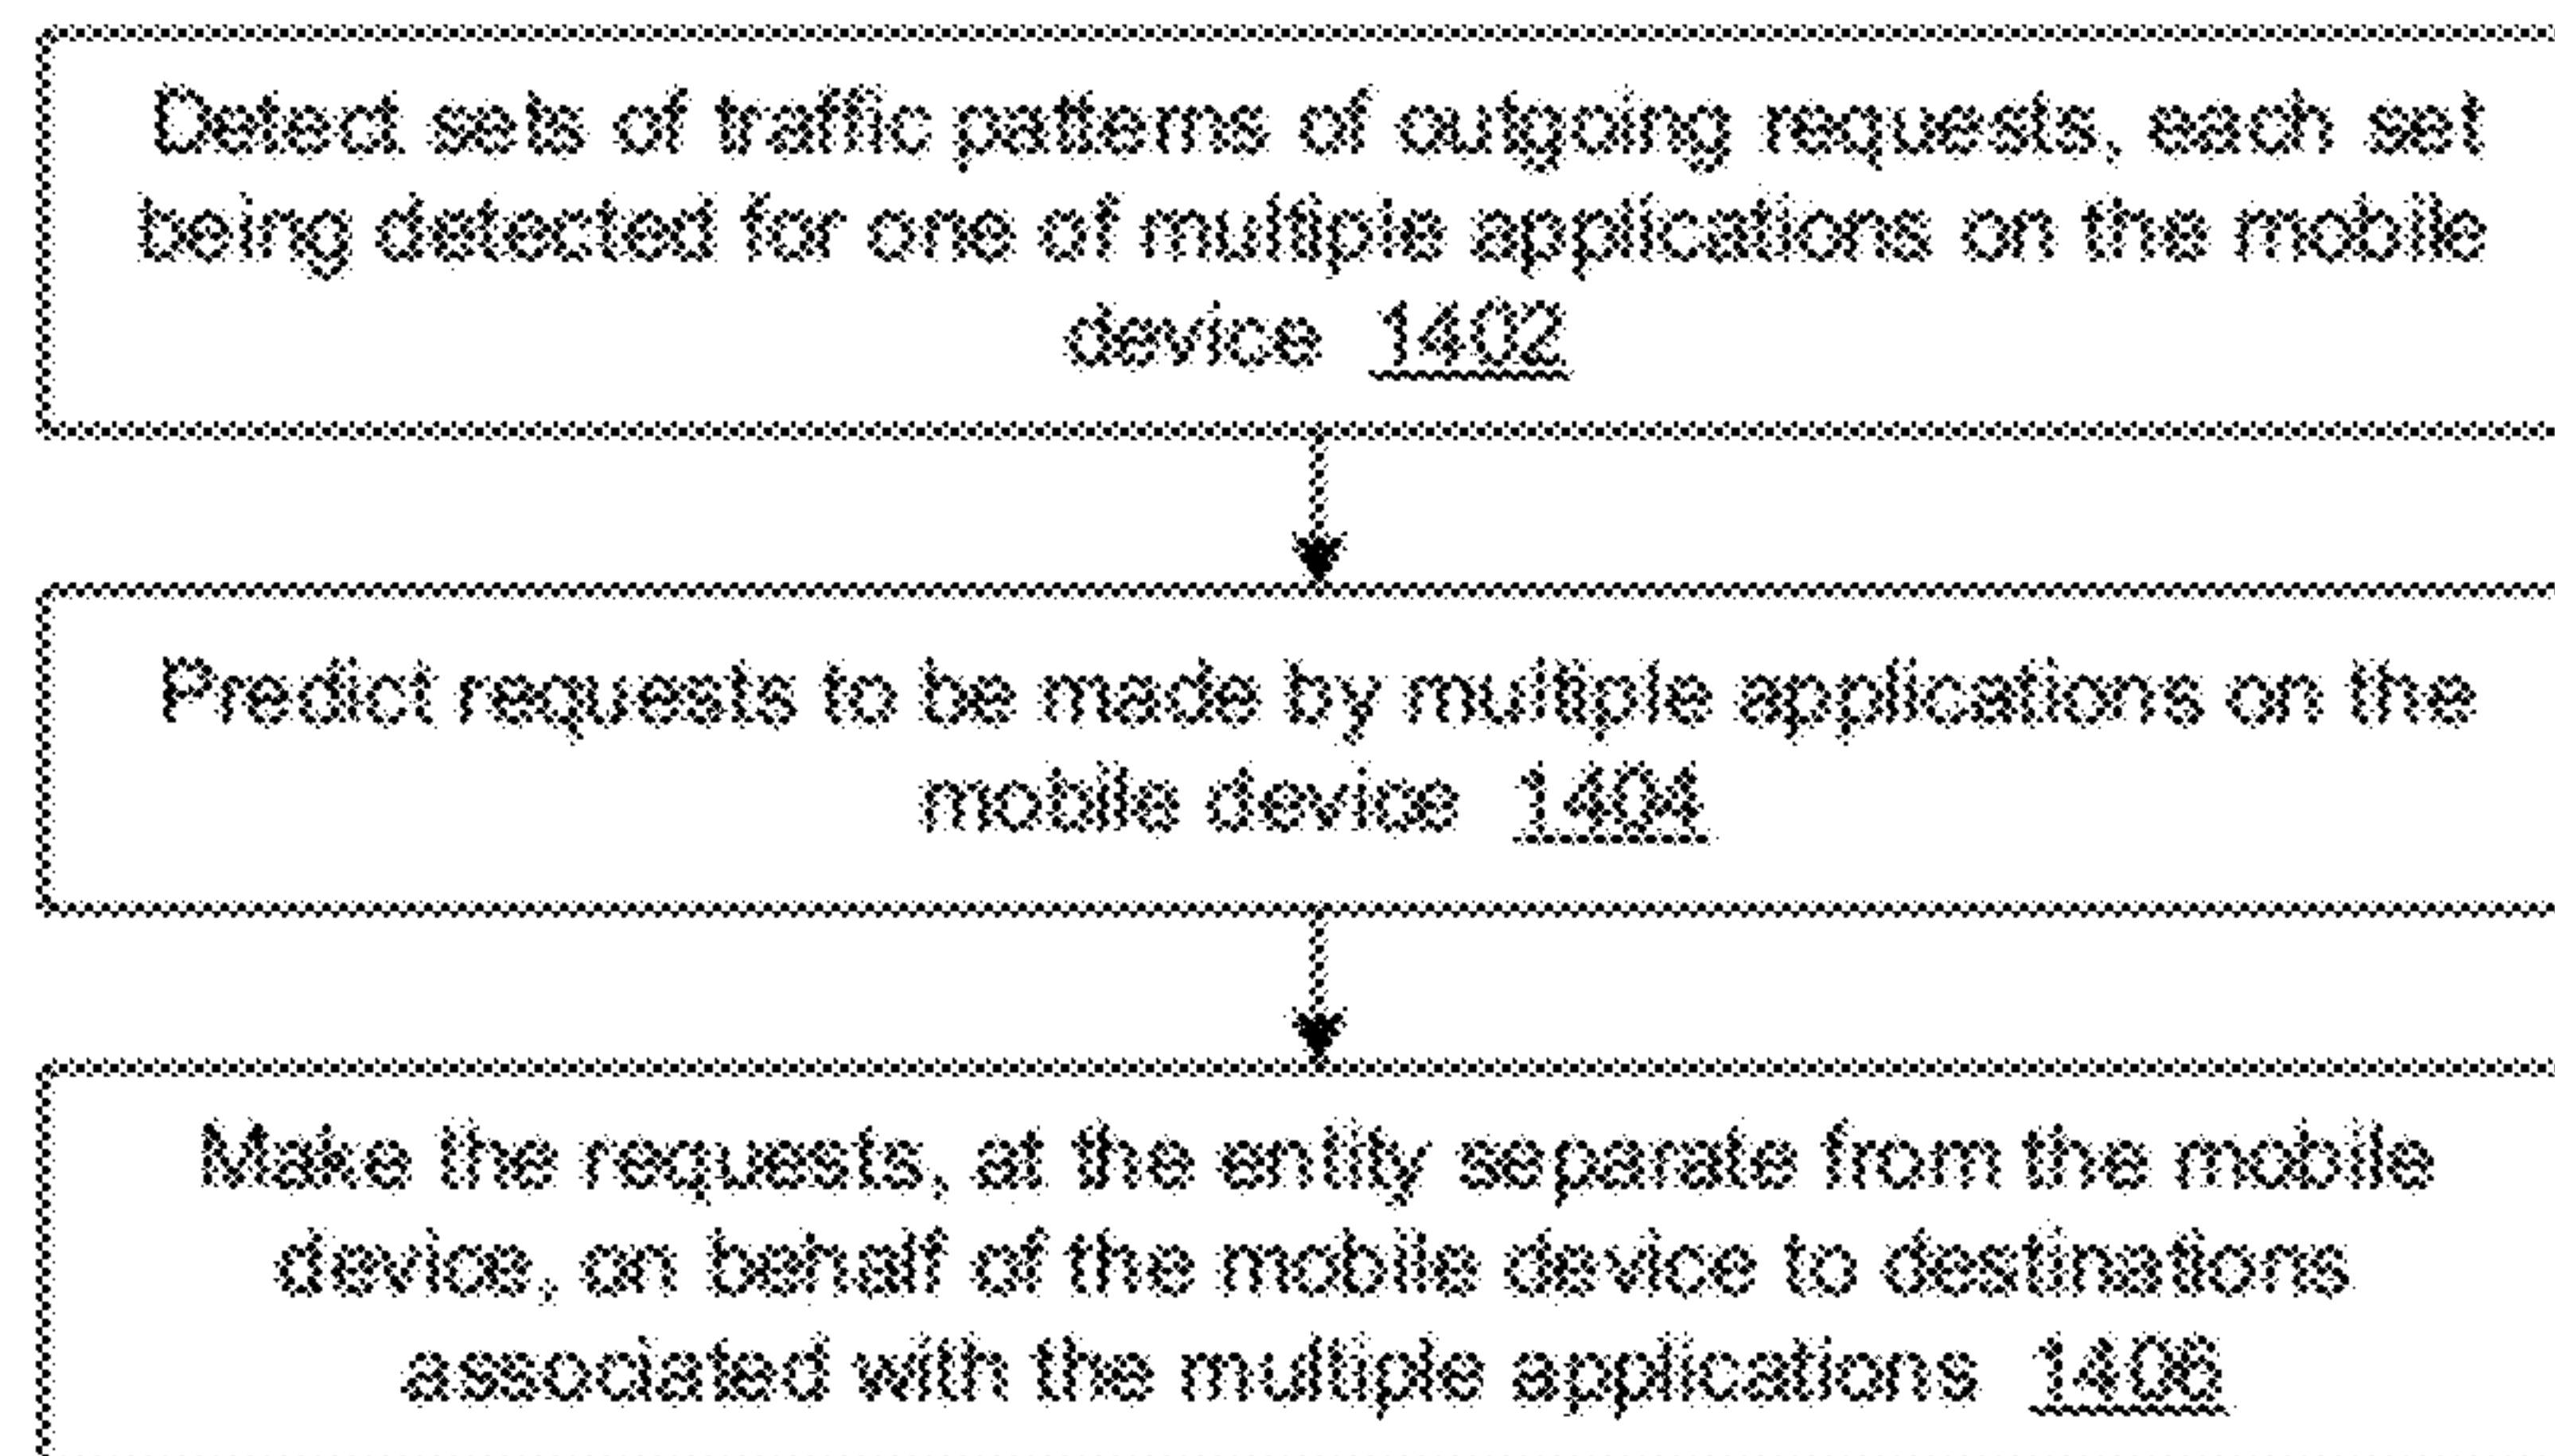 Detect sets of traffic patterns of outgoing requests, each set
being detected for one of multiple applications on the mobile
device 1402
Predict requests to be made by multiple applications on the
mobile device 1404
Make the requests, at the entity separate from the mobile
device, on behalf of the mobile device to destinations
associated with the multiple applications 1406